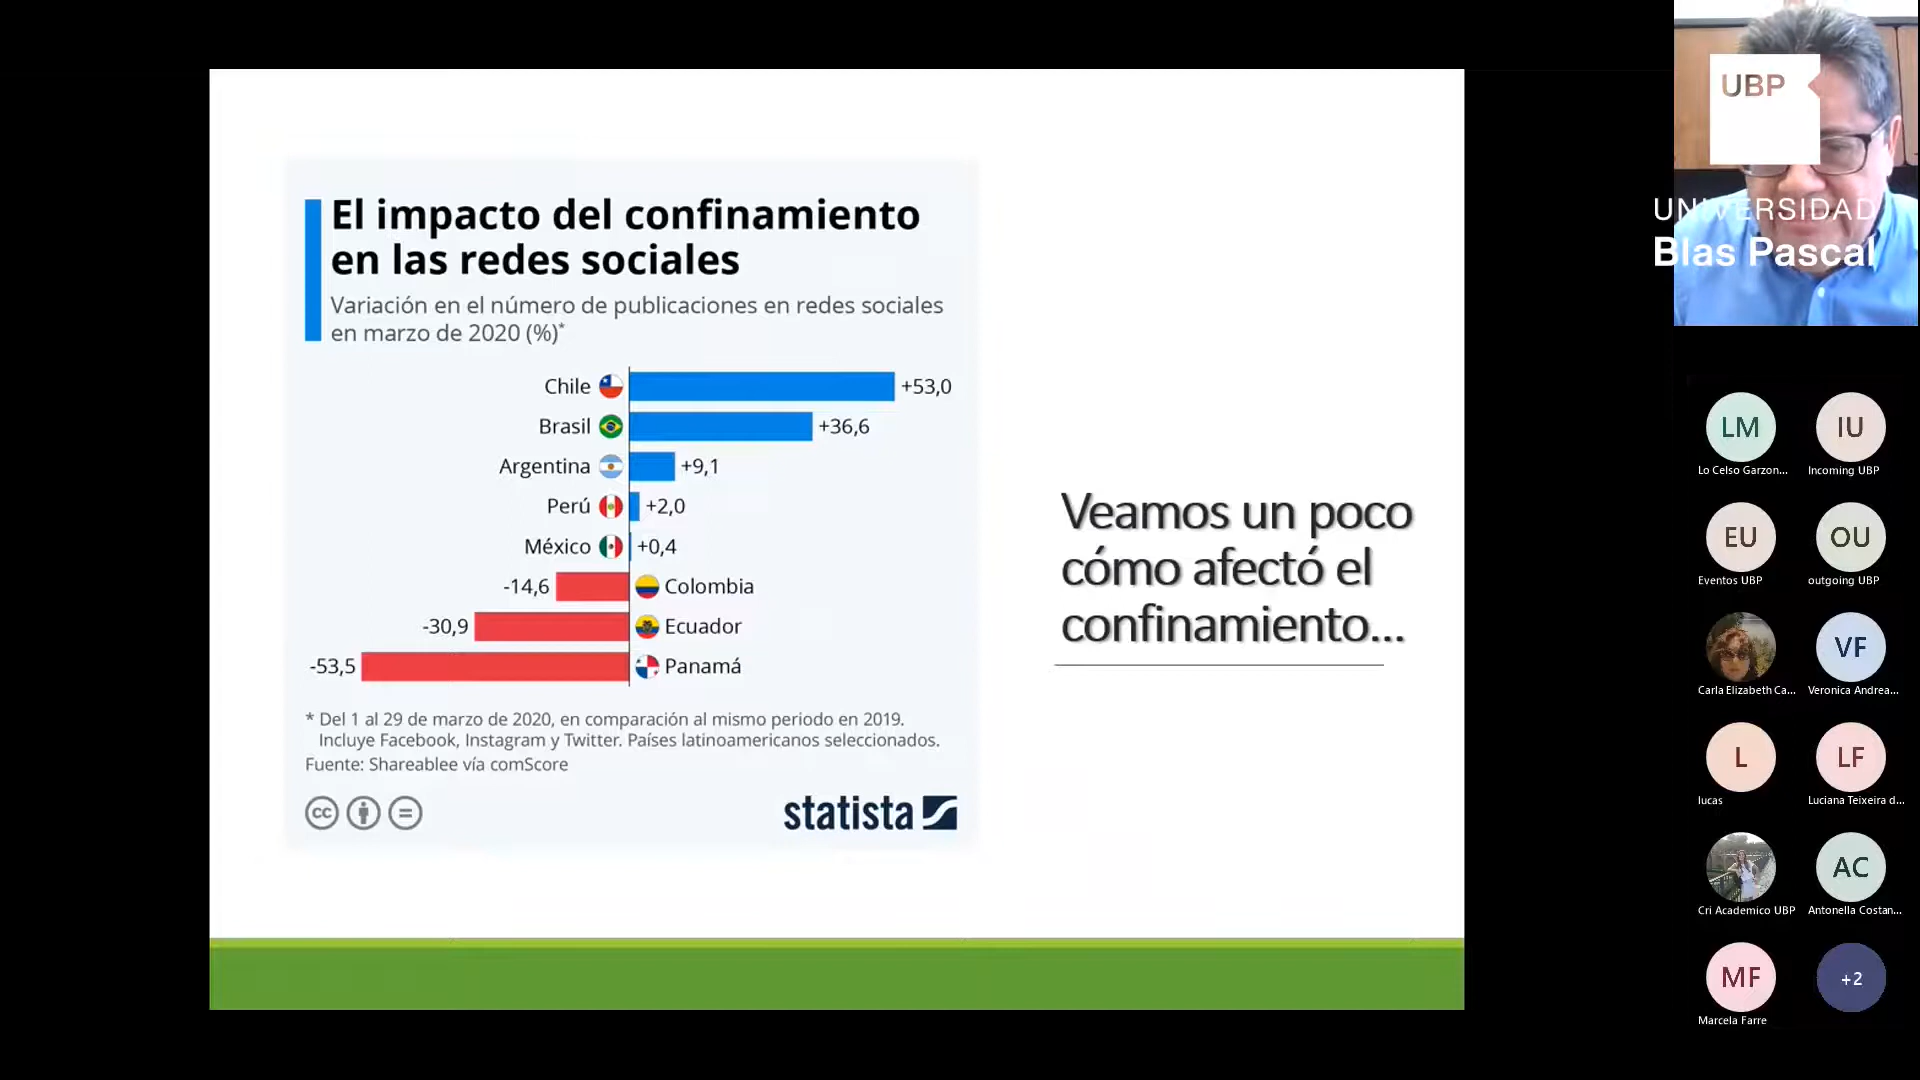 El impacto del confinamiento
en las redes sociales
Variación en el número de publicaciones en redes sociales
en marzo de 2020 (%)*
Chile +53,0
Brasil +36,6
Argentina +9,1
Perú +2,0
México +0,4
-14,6 Colombia
-30,9 Ecuador
-53,5 Panamá
* Del 1 al 29 de marzo de 2020, en comparación al mismo periodo en 2019.
Incluye Facebook, Instagram y Twitter. Países latinoamericanos seleccionados.
Fuente: Shareablee vía comScore
cc
statista
Veamos un poco
cómo afectó el
confinamiento...
UBP
UNIVERSIDAD
Blas Pascal
LM IU
Lo Celso Garzon... Incoming UBP
EU OU
Eventos UBP outgoing UBP
VF
Carla Elizabeth Ca... Veronica Andrea...
L LF
lucas Luciana Teixeira d...
AC
Cri Academico UBP Antonella Costan...
MF +2
Marcela Farre